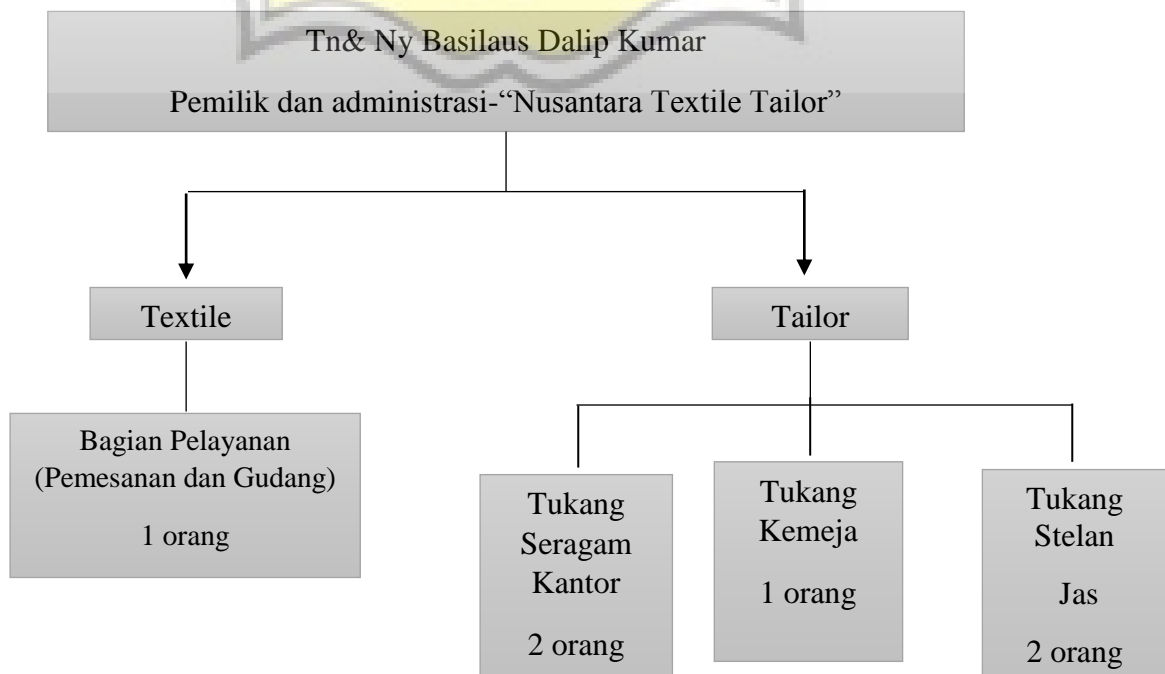 Tn& Ny Basilaus Dalip Kumar
Pemilik dan administrasi-“Nusantara Textile Tailor”
Textile
Tailor
Bagian Pelayanan
(Pemesanan dan Gudang)
1 orang
Tukang
Seragam
Kantor
2 orang
Tukang
Kemeja
1 orang
Tukang
Stelan
Jas
2 orang